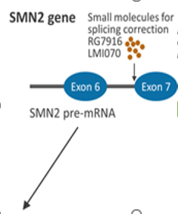 SMN2 gene
Small molecules for
splicing correction
RG7916
LMI070
Exon 6
Exon 7
SMN2 pre-mRNA